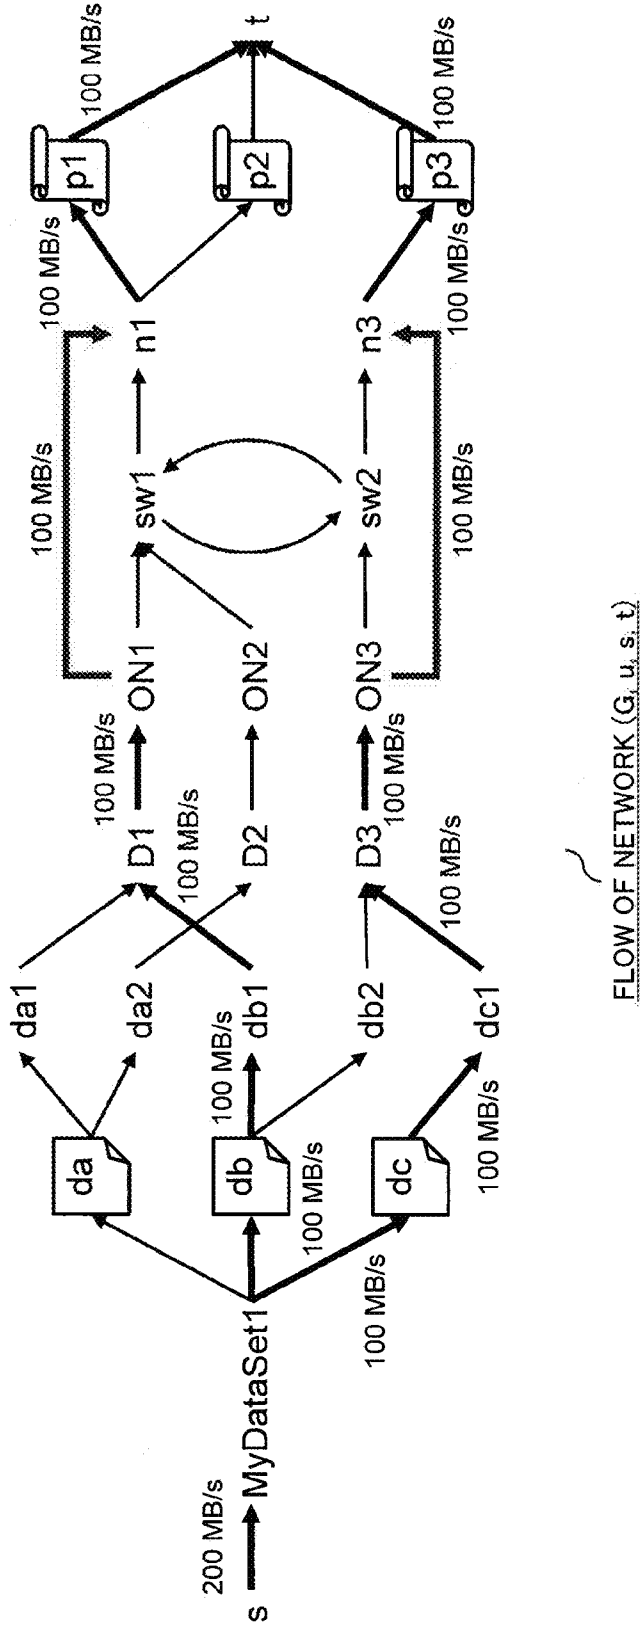 s
200 MB/s
MyDataSet1
100 MB/s
100 MB/s
da
db
dc
100 MB/s
100 MB/s
da1
da2
db1
db2
dc1
100 MB/s
100 MB/s
D1
D2
D3
100 MB/s
100 MB/s
ON1
ON2
ON3
100 MB/s
100 MB/s
sw1
sw2
n1
n3
100 MB/s
100 MB/s
p1
p2
p3
100 MB/s
100 MB/s
t
FLOW OF NETWORK (G, u, s, t)